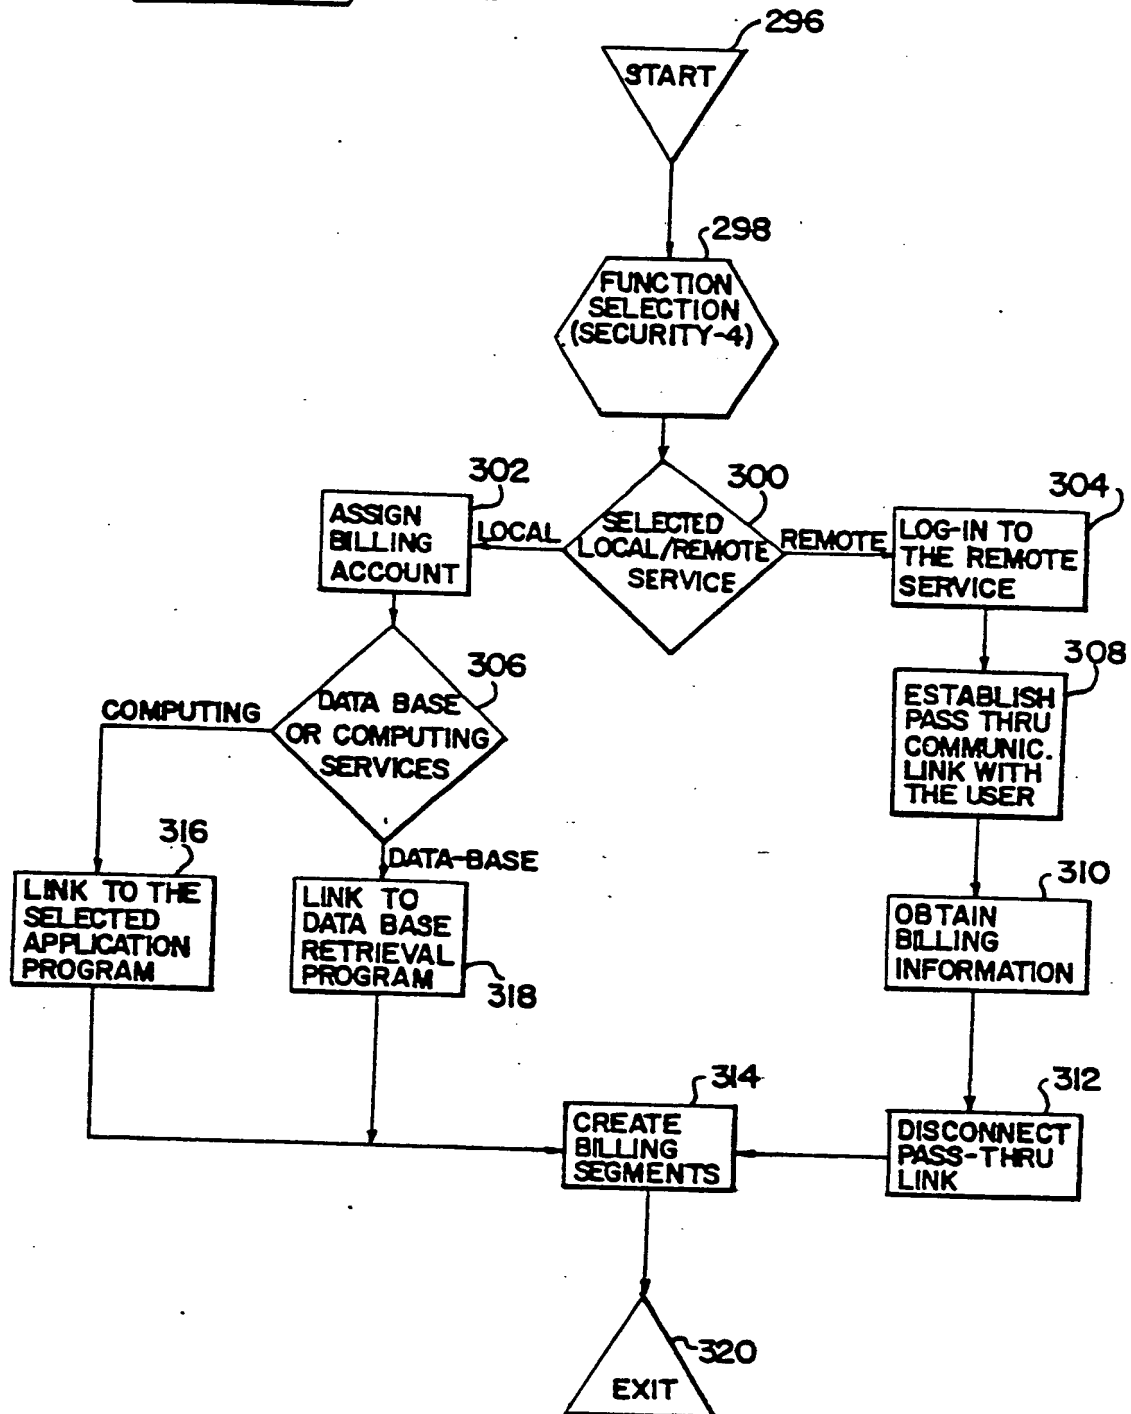 296
START
298
FUNCTION
SELECTION
(SECURITY-4)
302
ASSIGN
BILLING
ACCOUNT
LOCAL
300
SELECTED
LOCAL/REMOTE
SERVICE
REMOTE
304
LOG-IN TO
THE REMOTE
SERVICE
306
DATA BASE
OR COMPUTING
SERVICES
COMPUTING
DATA-BASE
308
ESTABLISH
PASS THRU
COMMUNIC.
LINK WITH
THE USER
316
LINK TO THE
SELECTED
APPLICATION
PROGRAM
LINK TO
DATA BASE
RETRIEVAL
PROGRAM
318
310
OBTAIN
BILLING
INFORMATION
314
CREATE
BILLING
SEGMENTS
312
DISCONNECT
PASS-THRU
LINK
320
EXIT